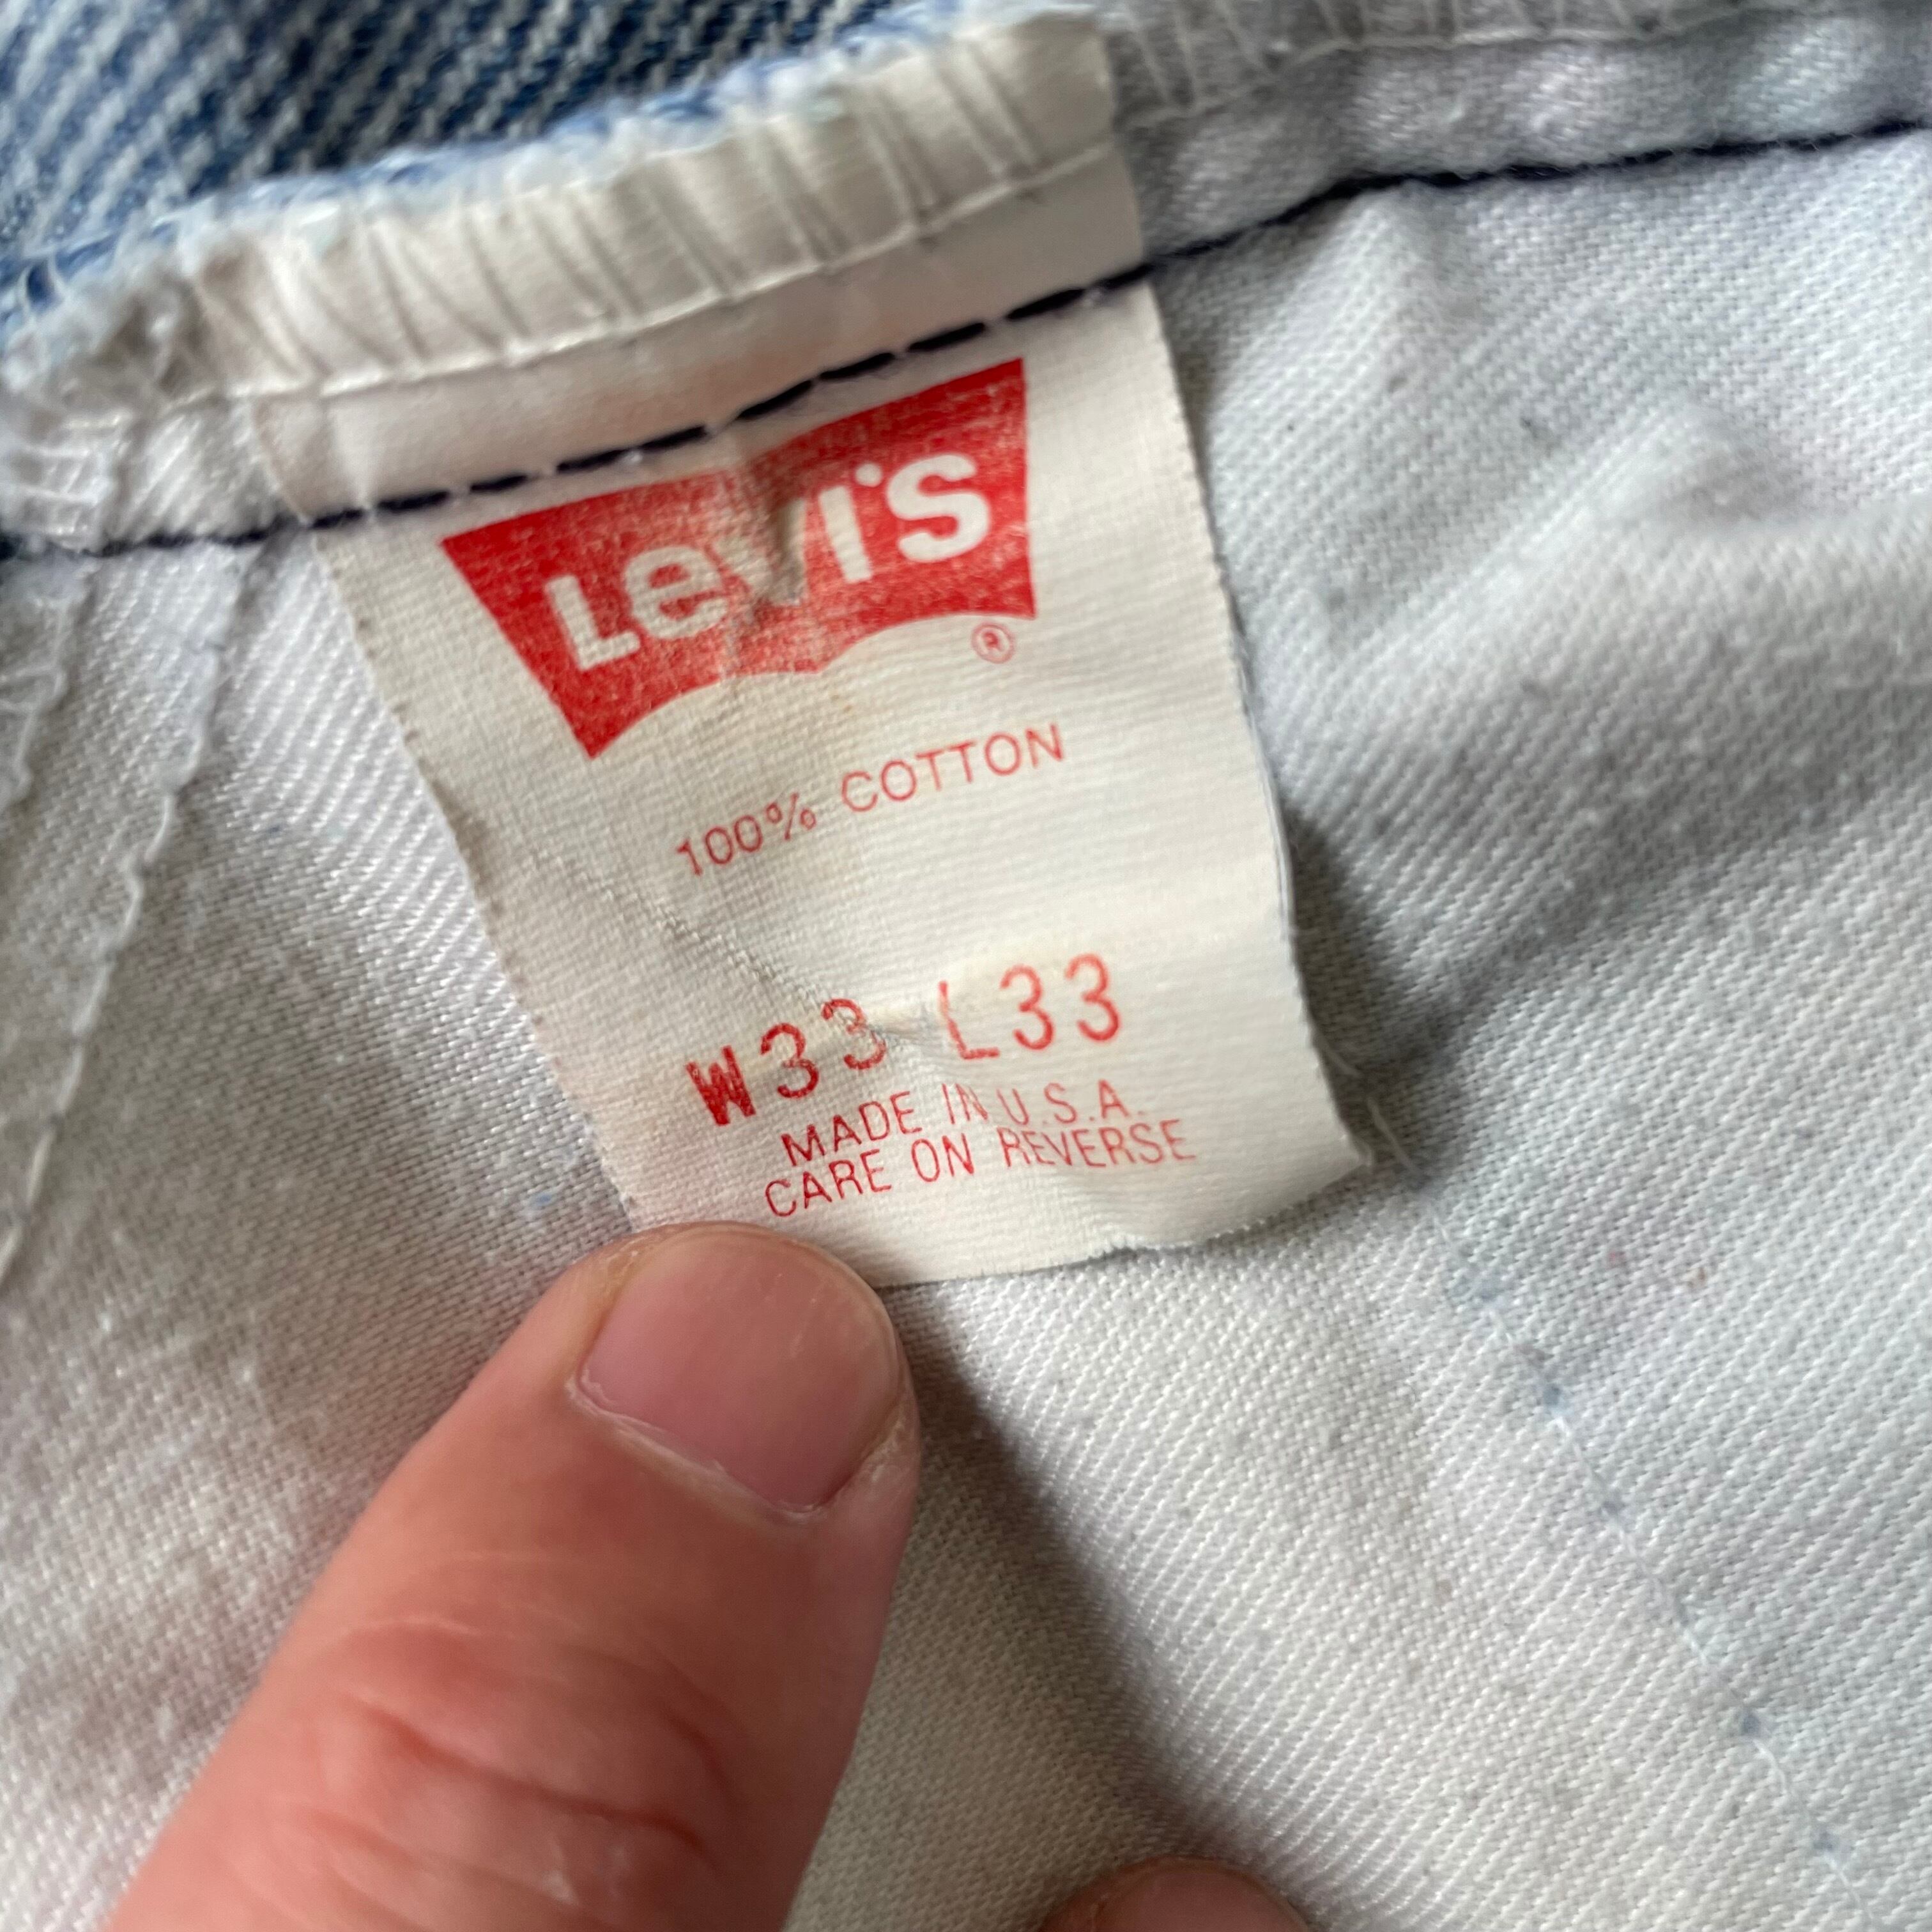 Levi's
®
100% COTTON
W33 L33
MADE IN U.S.A.
CARE ON REVERSE